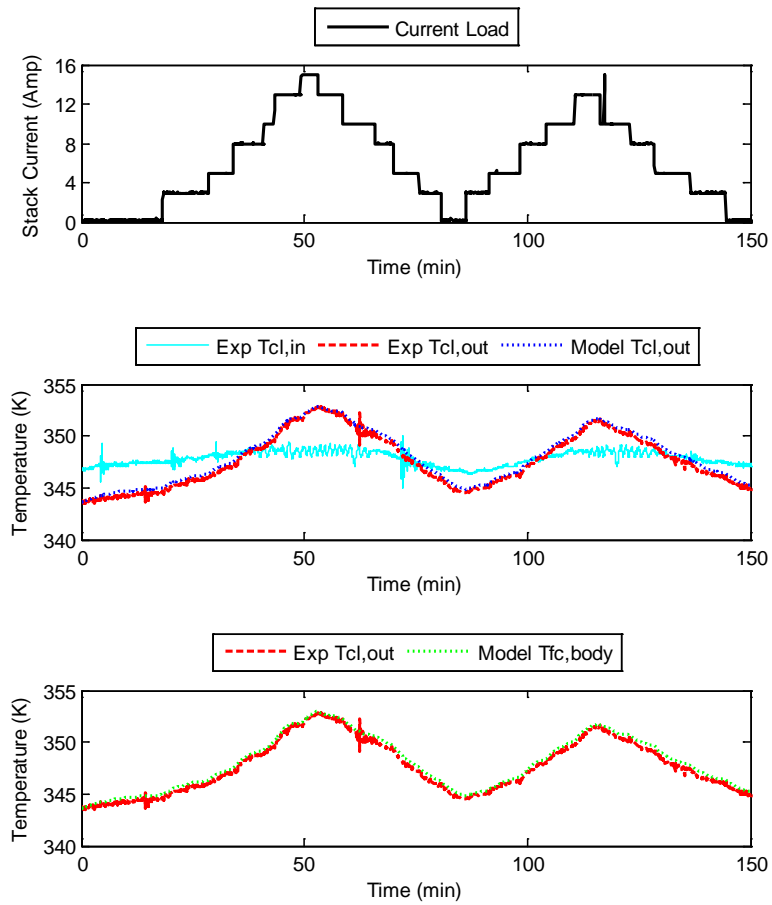 Current Load
Stack Current (Amp)
16
12
8
4
0
0 50 100 150
Time (min)
Exp Tcl,in Exp Tcl,out Model Tcl,out
Temperature (K)
355
350
345
340
0 50 100 150
Time (min)
Exp Tcl,out Model Tfc,body
Temperature (K)
355
350
345
340
0 50 100 150
Time (min)